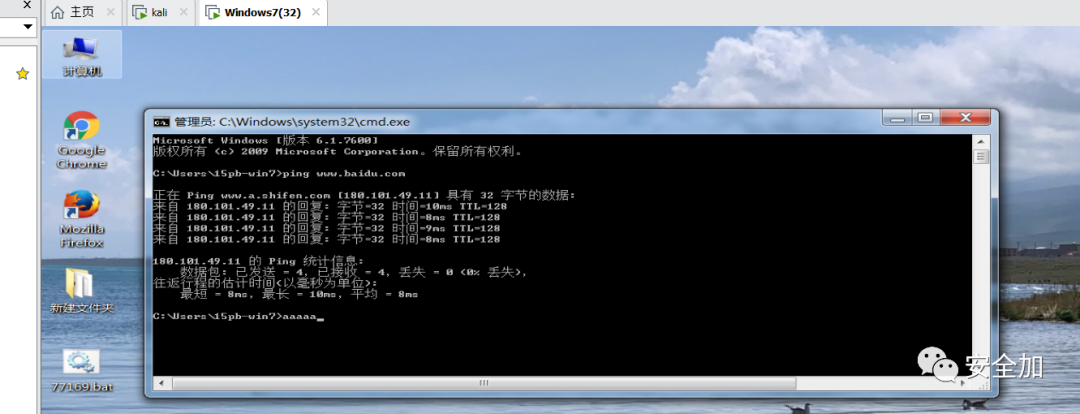 主页
kali
Windows7(32)
计算机
Google
Chrome
Mozilla
Firefox
新建文件夹
77169.bat
管理员: C:\Windows\system32\cmd.exe
Microsoft Windows [版本 6.1.7600]
版权所有 (c) 2009 Microsoft Corporation。保留所有权利。
C:\Users\15pb-win7>ping www.baidu.com
正在 Ping www.a.shifen.com [180.101.49.11] 具有 32 字节的数据:
来自 180.101.49.11 的回复: 字节=32 时间=10ms TTL=128
来自 180.101.49.11 的回复: 字节=32 时间=8ms TTL=128
来自 180.101.49.11 的回复: 字节=32 时间=9ms TTL=128
来自 180.101.49.11 的回复: 字节=32 时间=8ms TTL=128
180.101.49.11 的 Ping 统计信息:
数据包: 已发送 = 4, 已接收 = 4, 丢失 = 0 (0% 丢失),
往返行程的估计时间(以毫秒为单位):
最短 = 8ms, 最长 = 10ms, 平均 = 8ms
C:\Users\15pb-win7>aaaaa_
安全加